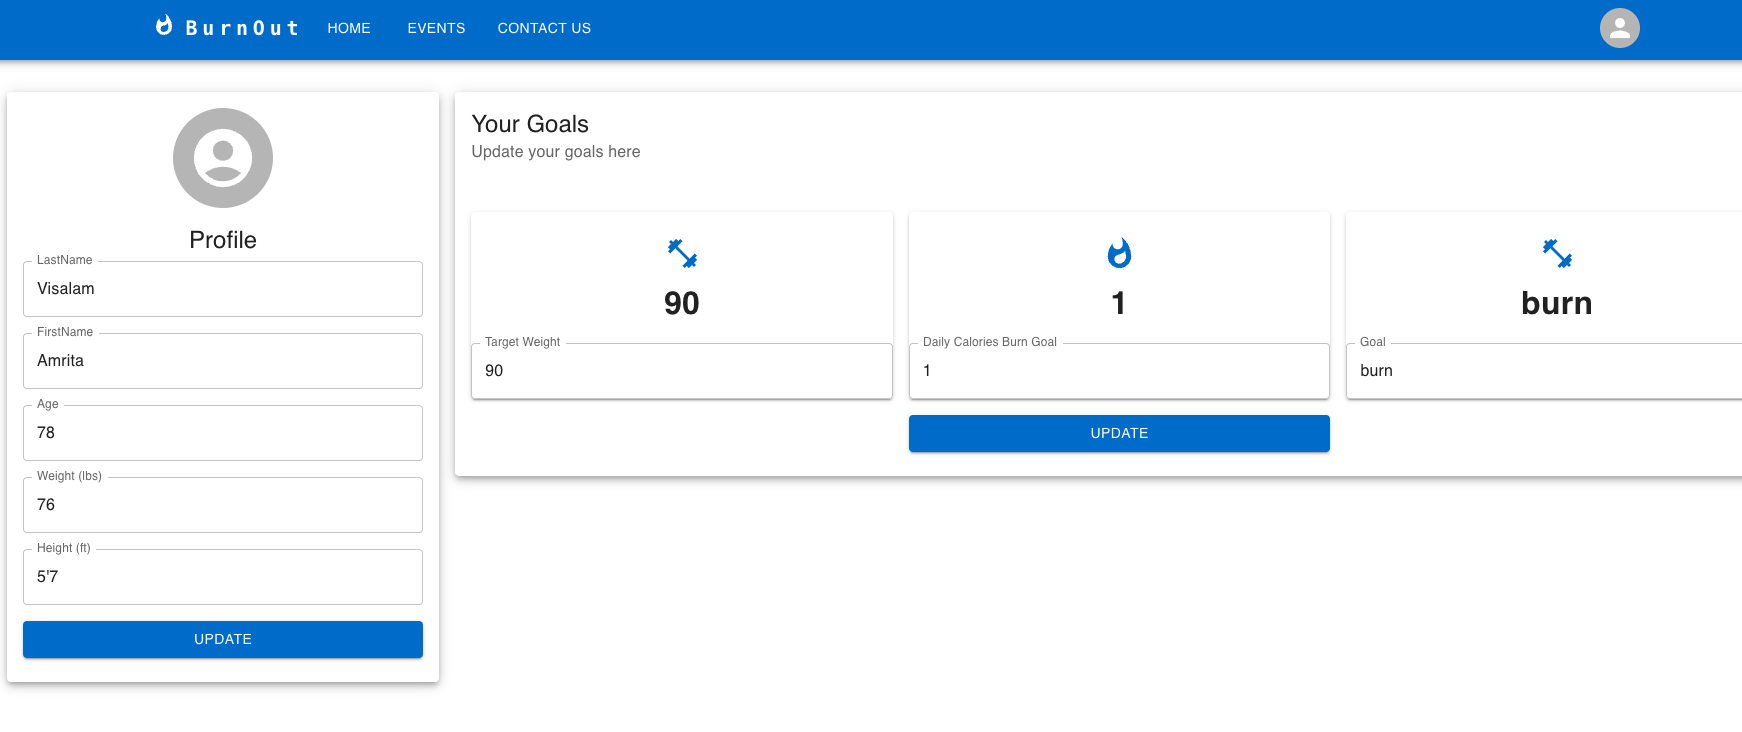 BurnOut HOME EVENTS CONTACT US
Profile
LastName
Visalam
FirstName
Amrita
Age
78
Weight (lbs)
76
Height (ft)
5'7
UPDATE
Your Goals
Update your goals here
90
Target Weight
90
1
Daily Calories Burn Goal
1
burn
Goal
burn
UPDATE